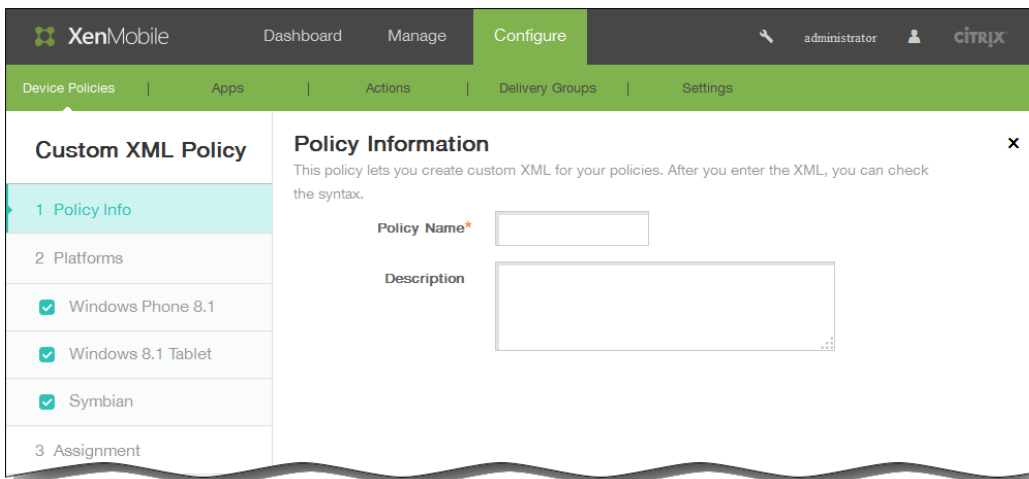 XenMobile Dashboard Manage Configure administrator CİTRIX
Device Policies | Apps | Actions | Delivery Groups | Settings
Custom XML Policy
1 Policy Info
2 Platforms
Windows Phone 8.1
Windows 8.1 Tablet
Symbian
3 Assignment
Policy Information
x
This policy lets you create custom XML for your policies. After you enter the XML, you can check
the syntax.
Policy Name*
Description